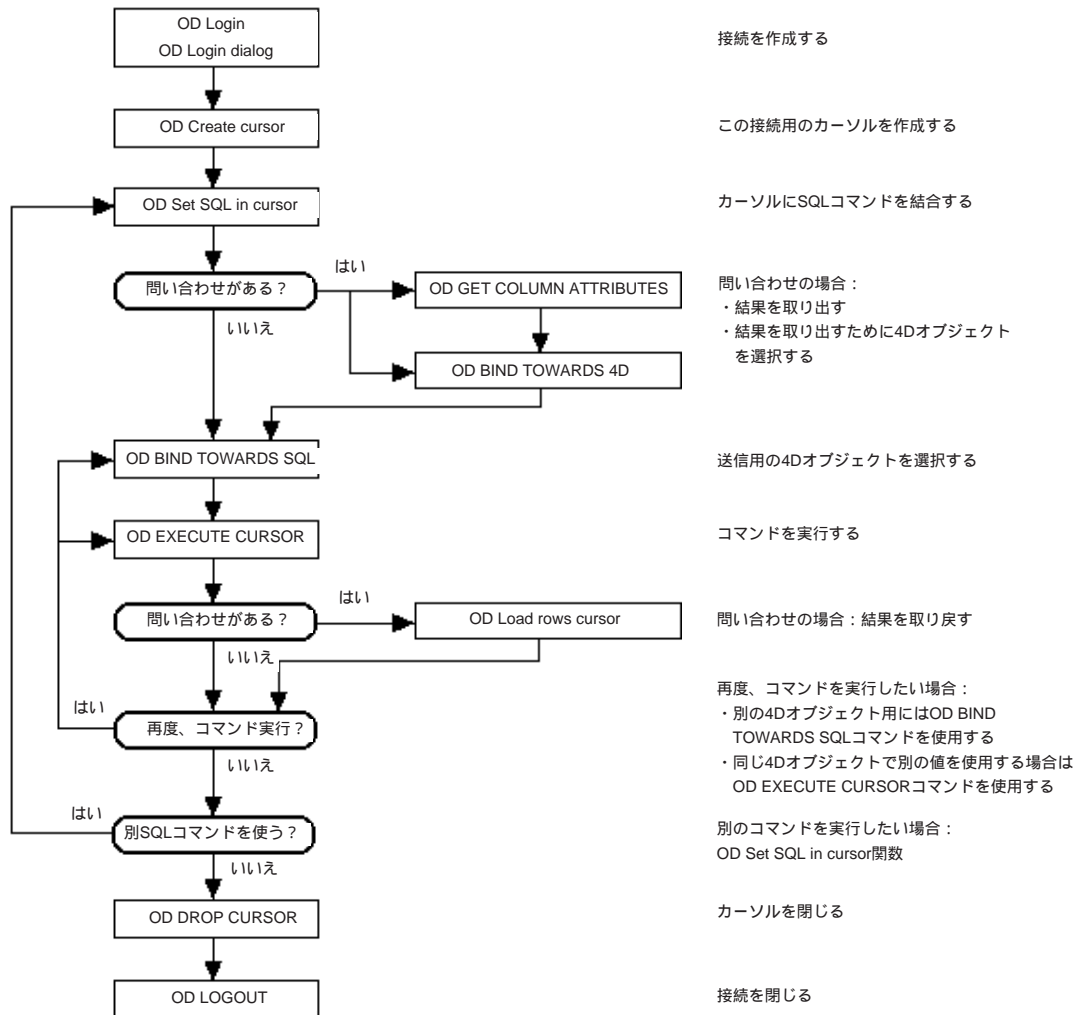 OD Login
OD Login dialog
接続を作成する
OD Create cursor
この接続用のカーソルを作成する
OD Set SQL in cursor
カーソルにSQLコマンドを結合する
問い合わせがある？
はい
OD GET COLUMN ATTRIBUTES
問い合わせの場合：
・結果を取り出す
・結果を取り出すために4Dオブジェクト
を選択する
いいえ
OD BIND TOWARDS 4D
OD BIND TOWARDS SQL
送信用の4Dオブジェクトを選択する
OD EXECUTE CURSOR
コマンドを実行する
問い合わせがある？
はい
OD Load rows cursor
問い合わせの場合：結果を取り戻す
いいえ
はい
再度、コマンド実行？
再度、コマンドを実行したい場合：
・別の4Dオブジェクト用にはOD BIND
TOWARDS SQLコマンドを使用する
・同じ4Dオブジェクトで別の値を使用する場合は
OD EXECUTE CURSORコマンドを使用する
いいえ
はい
別SQLコマンドを使う？
別のコマンドを実行したい場合：
OD Set SQL in cursor関数
いいえ
OD DROP CURSOR
カーソルを閉じる
OD LOGOUT
接続を閉じる